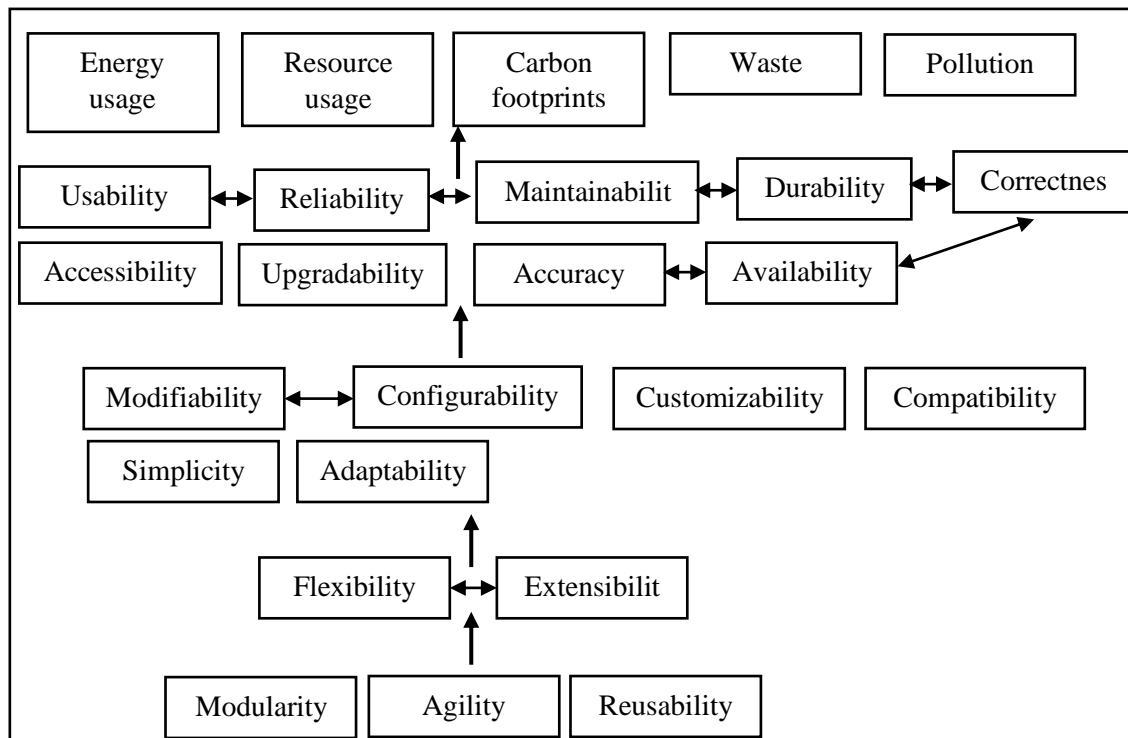 Energy
usage
Resource
usage
Carbon
footprints
Waste
Pollution
Usability
Reliability
Maintainabilit
Durability
Correctnes
Accessibility
Upgradability
Accuracy
Availability
Modifiability
Configurability
Customizability
Compatibility
Simplicity
Adaptability
Flexibility
Extensibilit
Modularity
Agility
Reusability